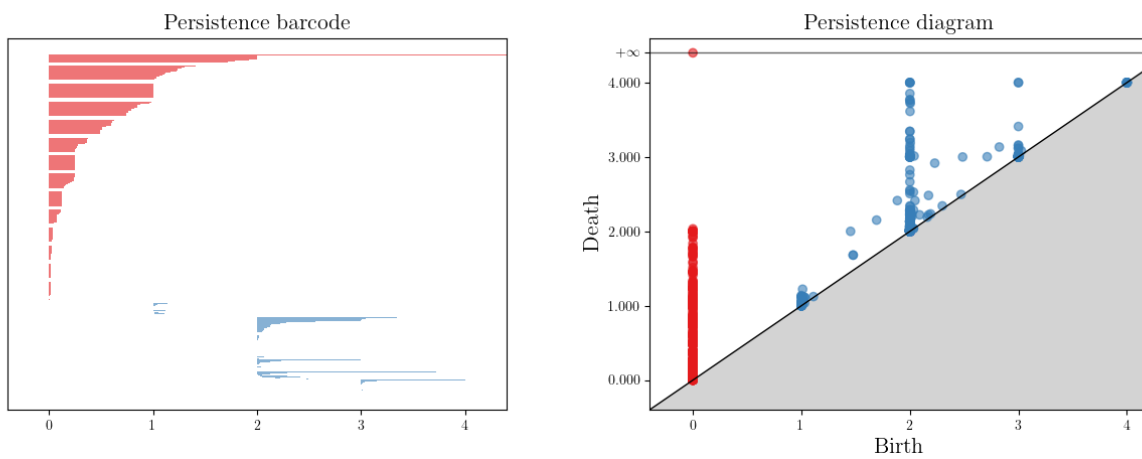 Persistence barcode
0 1 2 3 4
Persistence diagram
+∞
4.000
3.000
2.000
1.000
0.000
Death
0 1 2 3 4
Birth